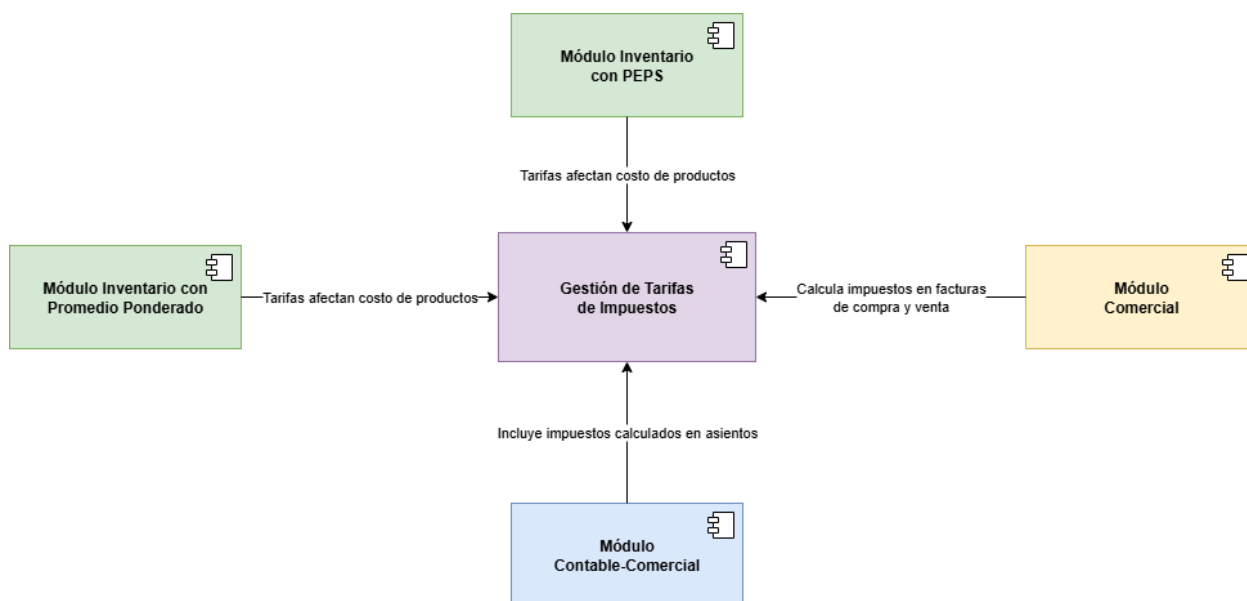 Módulo Inventario
con PEPS
Tarifas afectan costo de productos
Módulo Inventario con
Promedio Ponderado
Tarifas afectan costo de productos
Gestión de Tarifas
de Impuestos
Calcula impuestos en facturas
de compra y venta
Módulo
Comercial
Incluye impuestos calculados en asientos
Módulo
Contable-Comercial